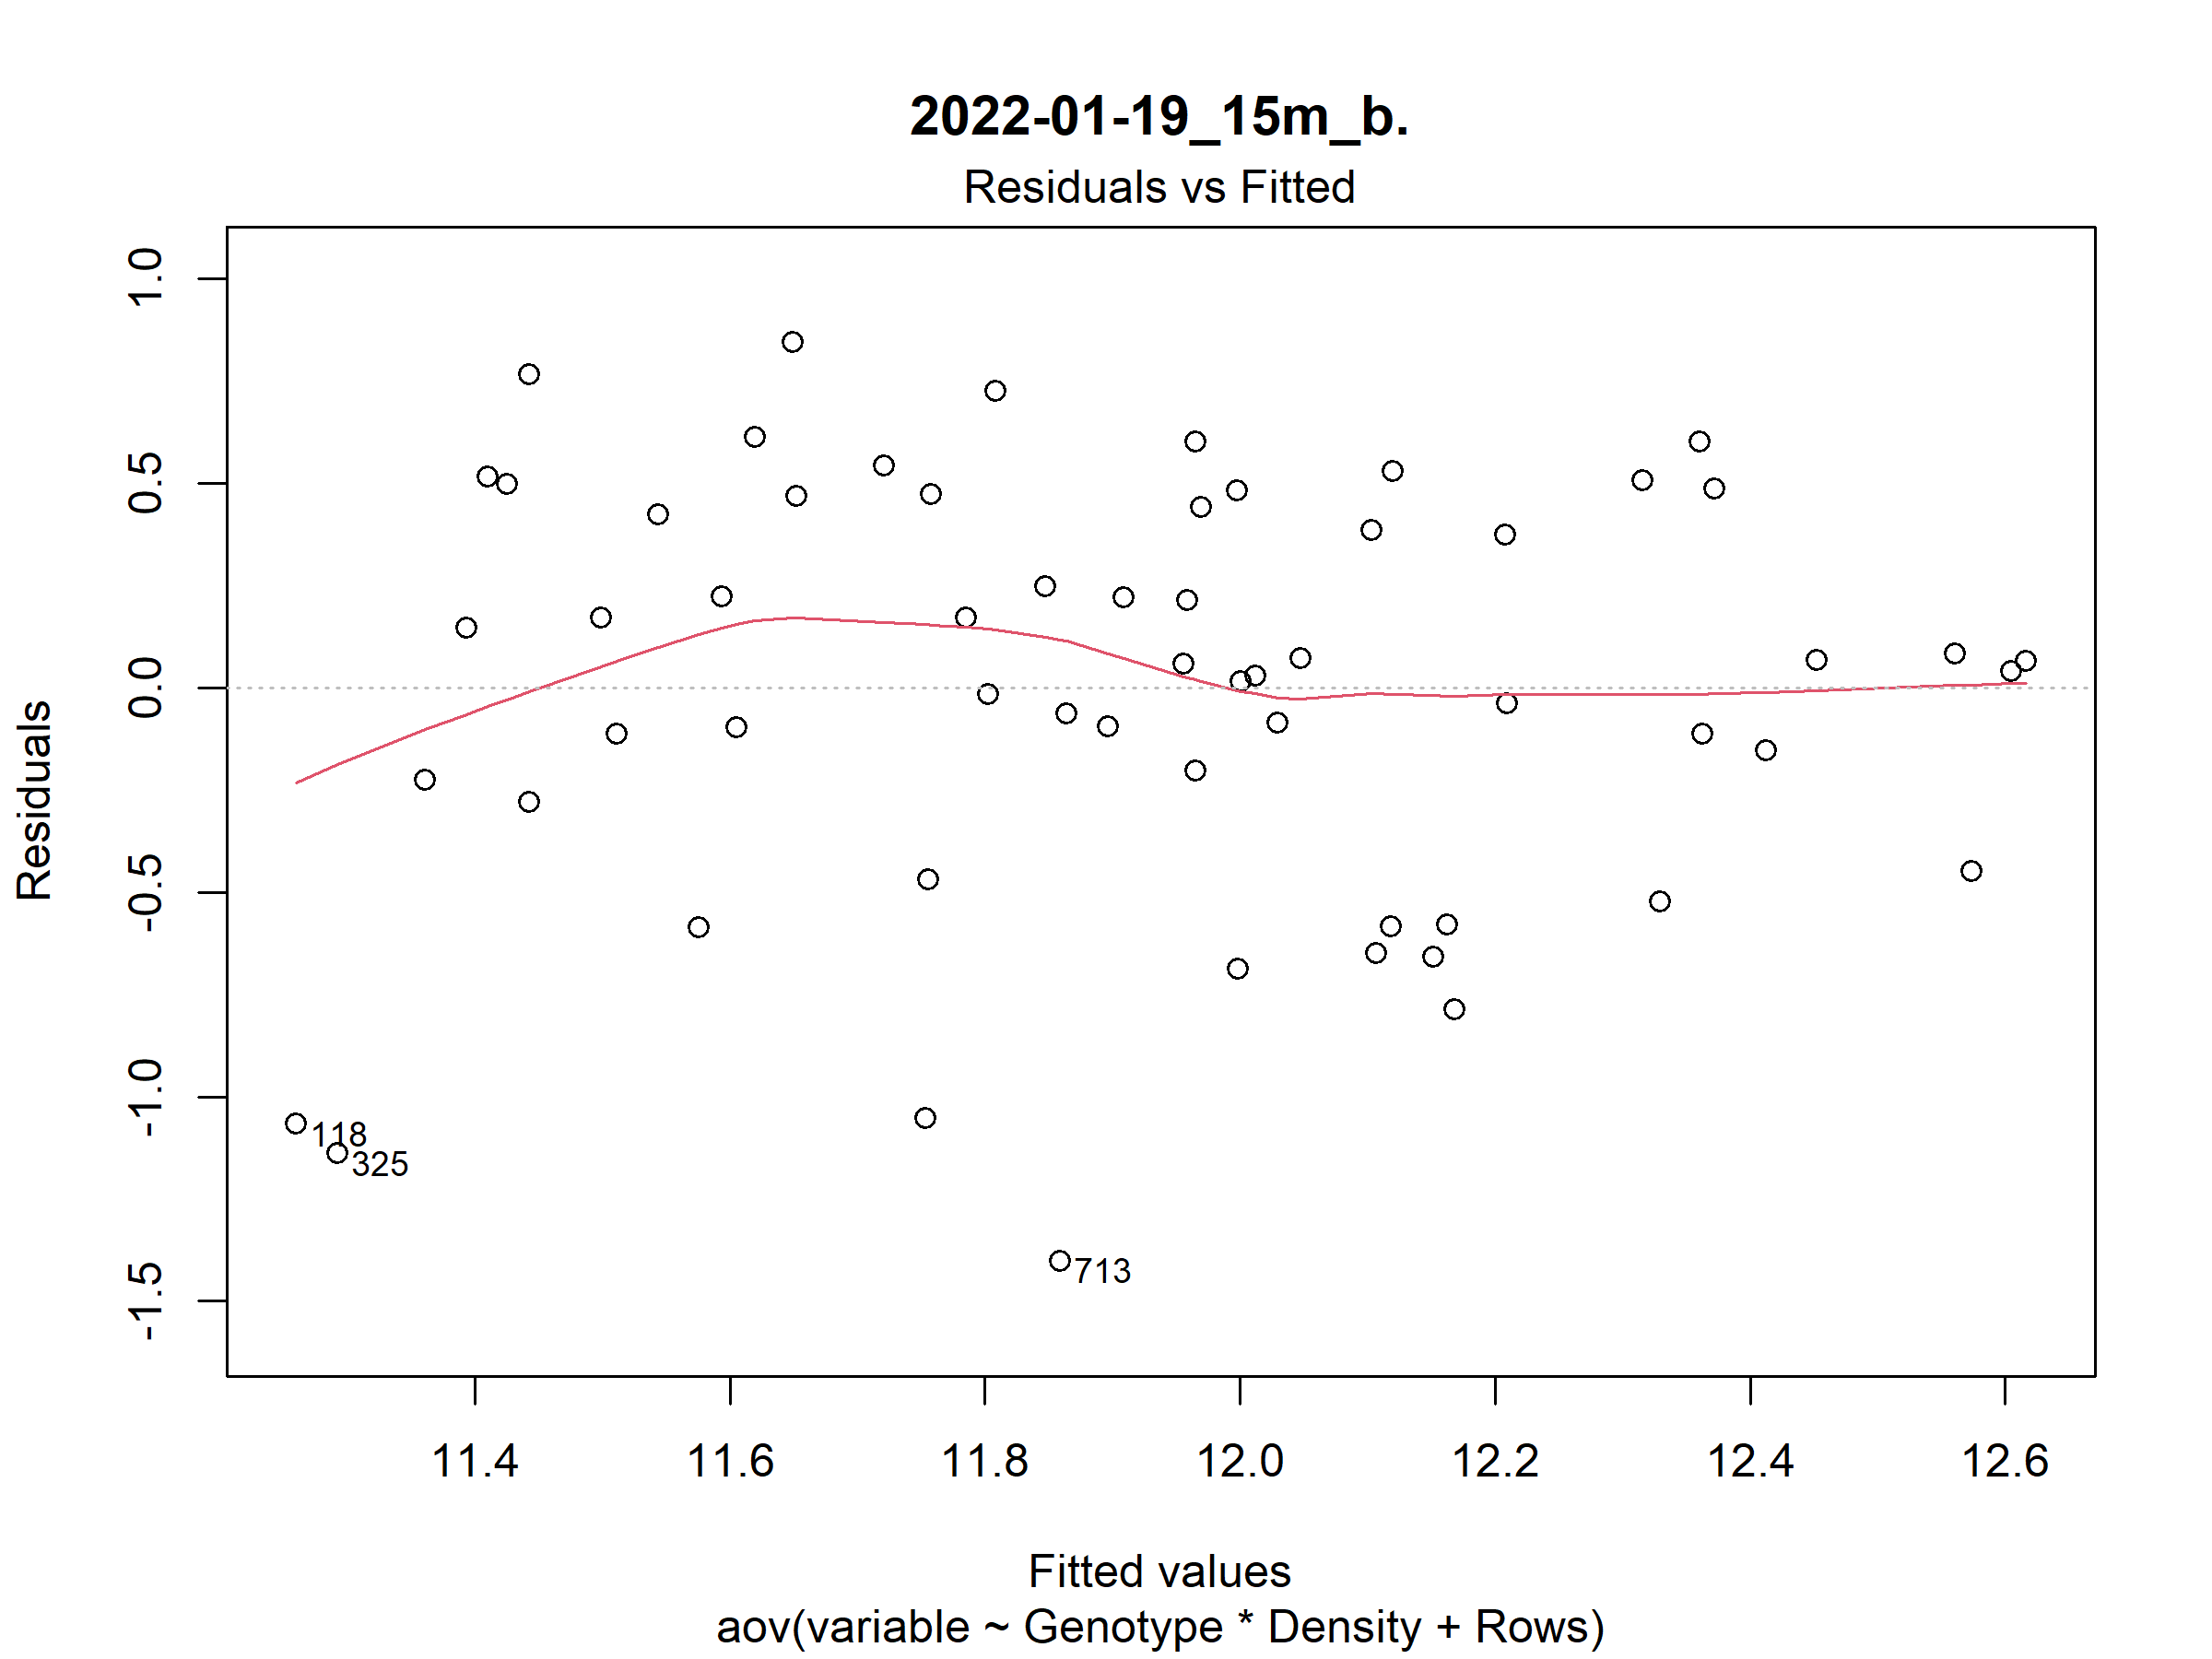 2022-01-19_15m_b.
Residuals vs Fitted
Residuals
1.0
0.5
0.0
-0.5
-1.0
-1.5
118
325
713
11.4 11.6 11.8 12.0 12.2 12.4 12.6
Fitted values
aov(variable ~ Genotype * Density + Rows)